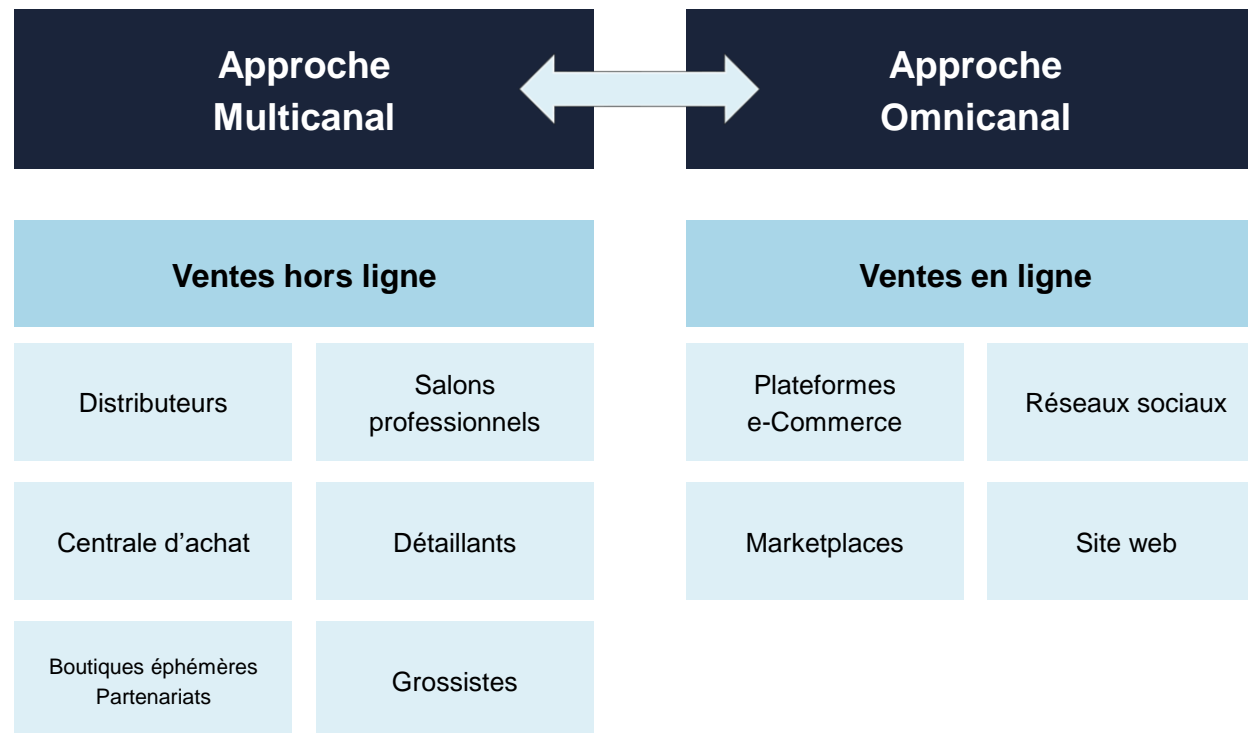 Approche
Multicanal
Approche
Omnicanal
Ventes hors ligne
Ventes en ligne
Distributeurs
Salons
professionnels
Plateformes
e-Commerce
Réseaux sociaux
Centrale d’achat
Détaillants
Marketplaces
Site web
Boutiques éphémères
Partenariats
Grossistes